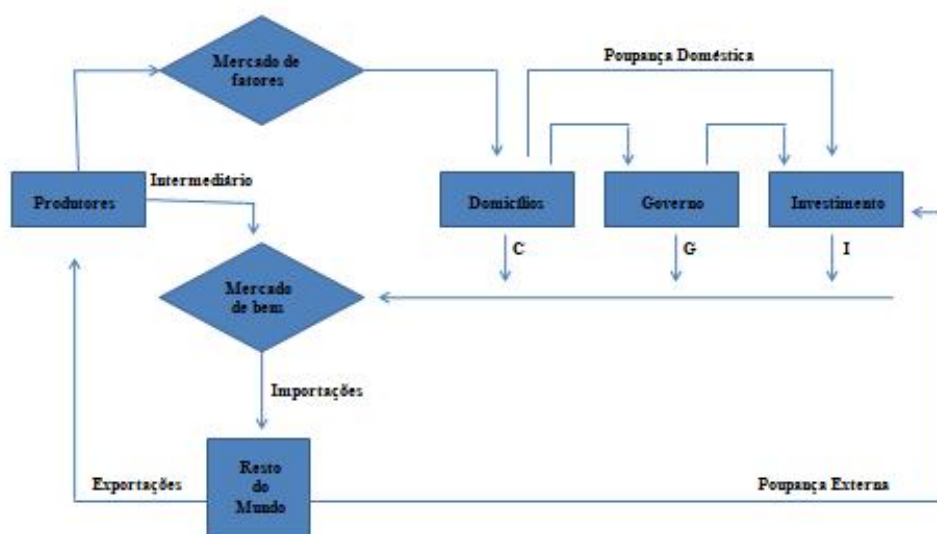 Mercado de
fatores
Poupança Doméstica
Intermediário
Produtores
Domicílios
Governo
Investimento
C
G
I
Mercado
de bens
Importações
Resto
do
Mundo
Exportações
Poupança Externa